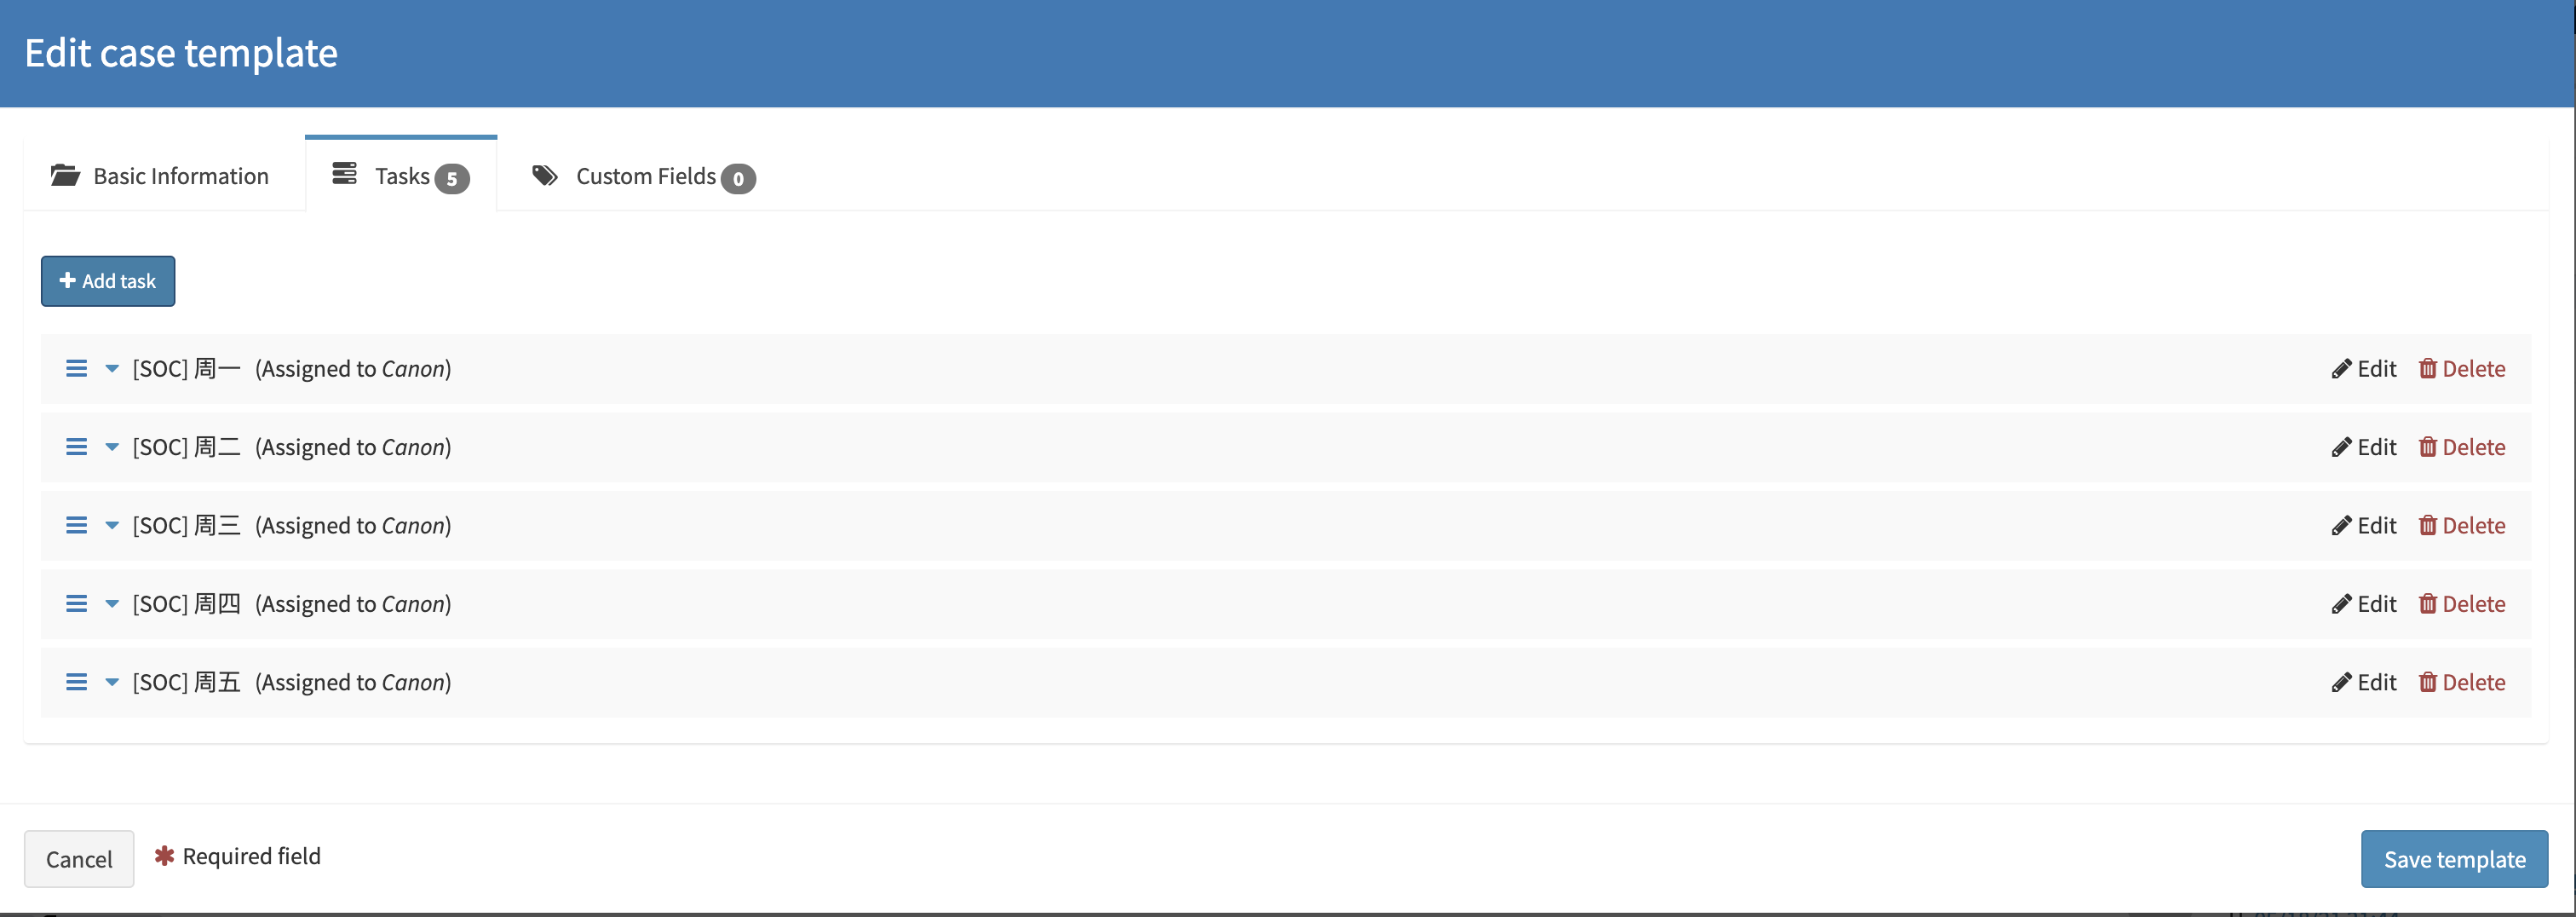 Edit case template
Basic Information Tasks 5 Custom Fields 0
Add task
[SOC] 周一 (Assigned to Canon) Edit Delete
[SOC] 周二 (Assigned to Canon) Edit Delete
[SOC] 周三 (Assigned to Canon) Edit Delete
[SOC] 周四 (Assigned to Canon) Edit Delete
[SOC] 周五 (Assigned to Canon) Edit Delete
Cancel * Required field Save template